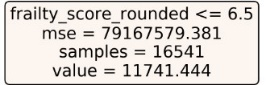 frailty_score_rounded <= 6.5
mse = 79167579.381
samples = 16541
value = 11741.444